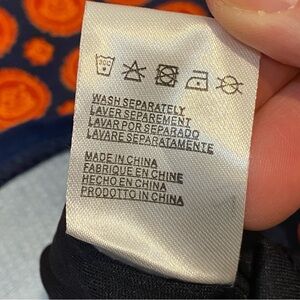 30C
WASH SEPARATELY
LAVER SEPAREMENT
LAVAR POR SEPARADO
LAVARE SEPARATAMENTE
MADE IN CHINA
FABRIQUE EN CHINE
HECHO EN CHINA
PRODOTTO IN CHINA